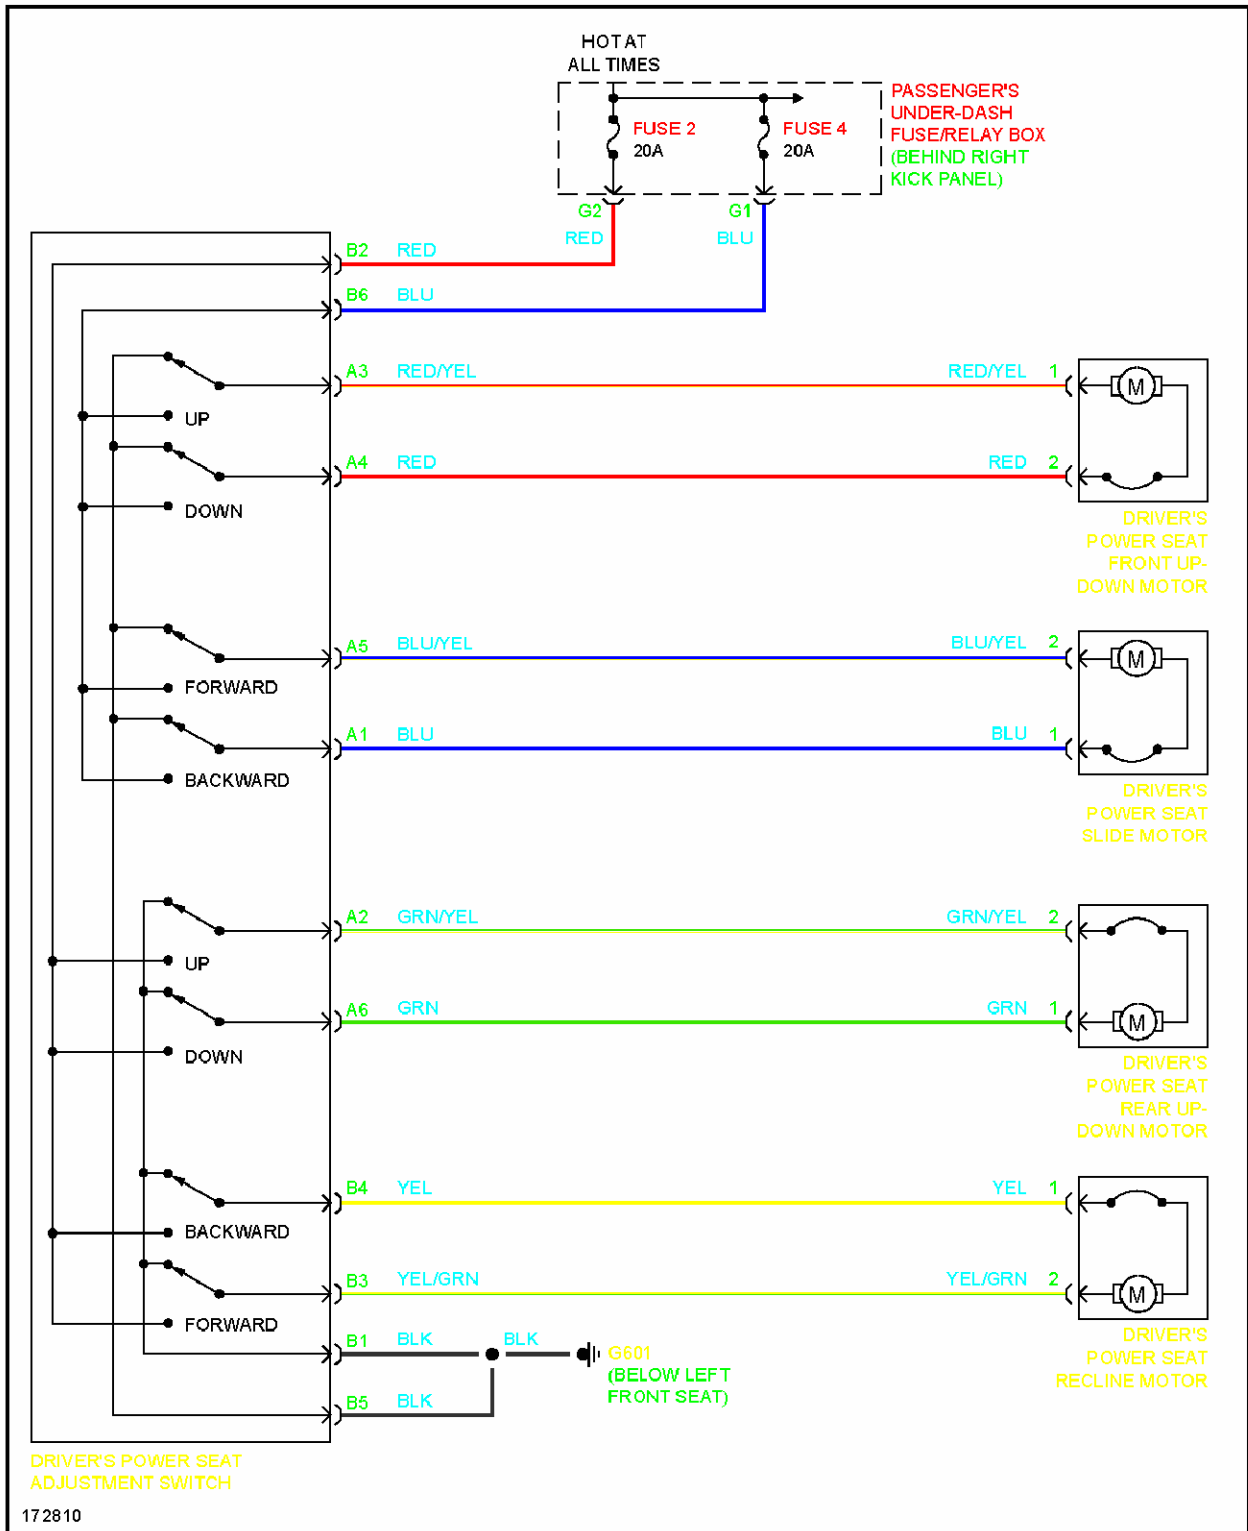 HOT AT
ALL TIMES
PASSENGER'S
UNDER-DASH
FUSE/RELAY BOX
(BEHIND RIGHT
KICK PANEL)
FUSE 2
20A
FUSE 4
20A
G2
G1
RED
BLU
B2 RED
B6 BLU
A3 RED/YEL RED/YEL 1
M
UP
A4 RED RED 2
DOWN
DRIVER'S
POWER SEAT
FRONT UP-
DOWN MOTOR
A5 BLU/YEL BLU/YEL 2
M
FORWARD
A1 BLU BLU 1
BACKWARD
DRIVER'S
POWER SEAT
SLIDE MOTOR
A2 GRN/YEL GRN/YEL 2
UP
A6 GRN GRN 1
M
DOWN
DRIVER'S
POWER SEAT
REAR UP-
DOWN MOTOR
B4 YEL YEL 1
BACKWARD
B3 YEL/GRN YEL/GRN 2
M
FORWARD
DRIVER'S
POWER SEAT
RECLINE MOTOR
B1 BLK BLK
G601
(BELOW LEFT
FRONT SEAT)
B5 BLK
DRIVER'S POWER SEAT
ADJUSTMENT SWITCH
172810